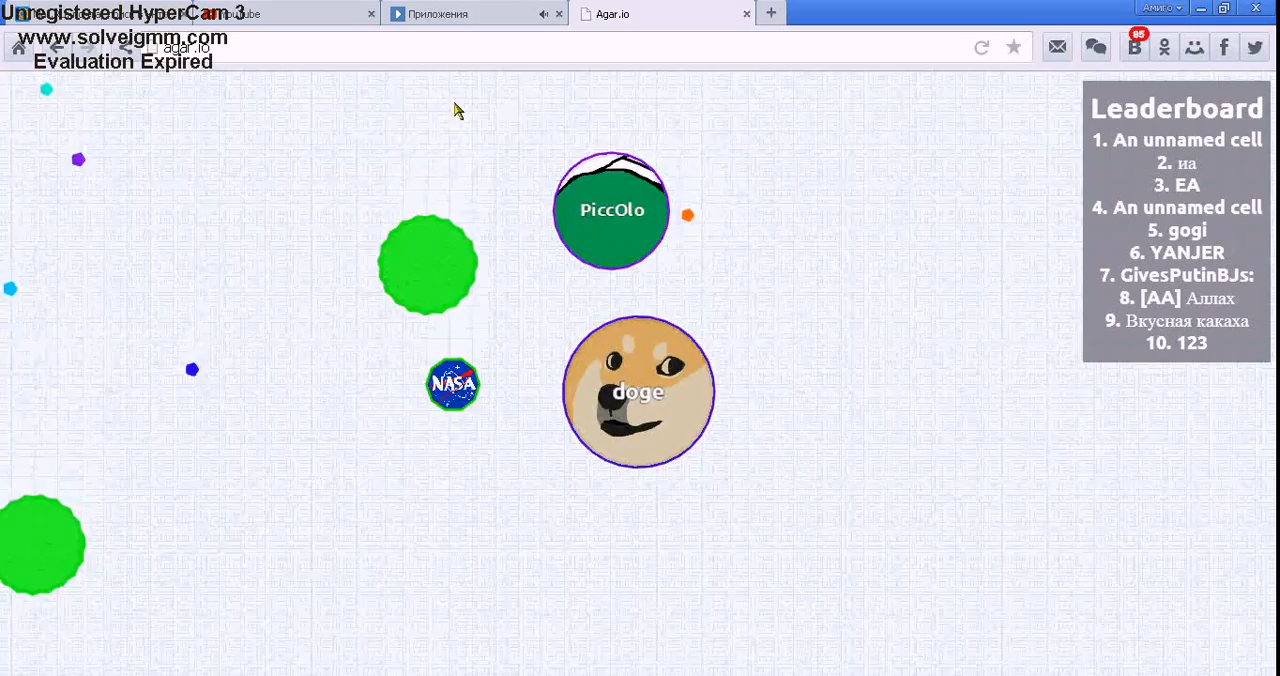 Unregistered HyperCam 3
www.solveigmm.com
Evaluation Expired
Приложения
Agar.io
Амиго
agar.io
85
B
f
Leaderboard
1. An unnamed cell
2. иа
3. EA
4. An unnamed cell
5. gogi
6. YANJER
7. GivesPutinBJs:
8. [AA] Аллах
9. Вкусная какаха
10. 123
PiccOlo
NASA
doge